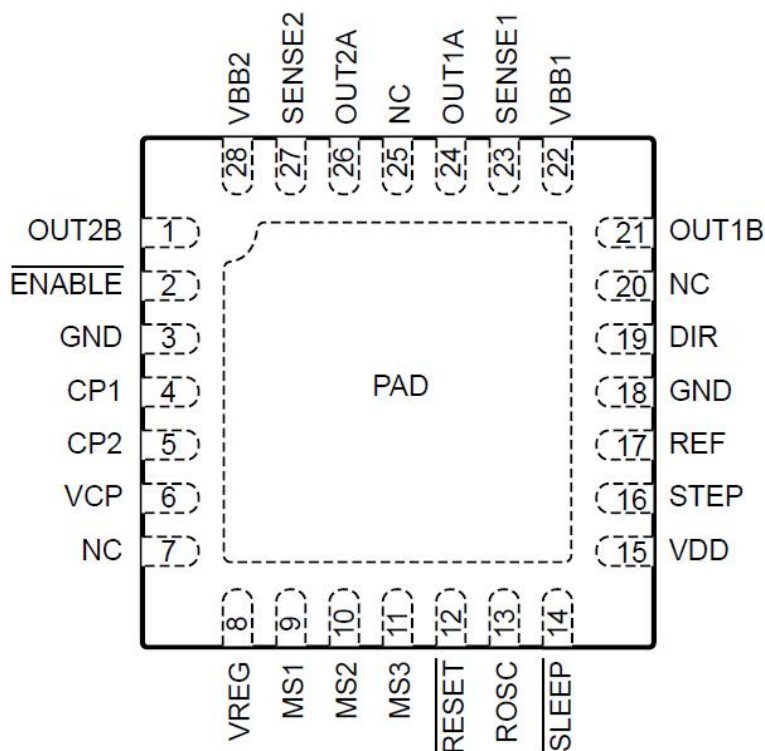 VBB2
SENSE2
OUT2A
NC
OUT1A
SENSE1
VBB1
28
27
26
25
24
23
22
OUT2B 1
ENABLE 2
GND 3
CP1 4
CP2 5
VCP 6
NC 7
PAD
21 OUT1B
20 NC
19 DIR
18 GND
17 REF
16 STEP
15 VDD
8
9
10
11
12
13
14
VREG
MS1
MS2
MS3
RESET
ROSC
SLEEP